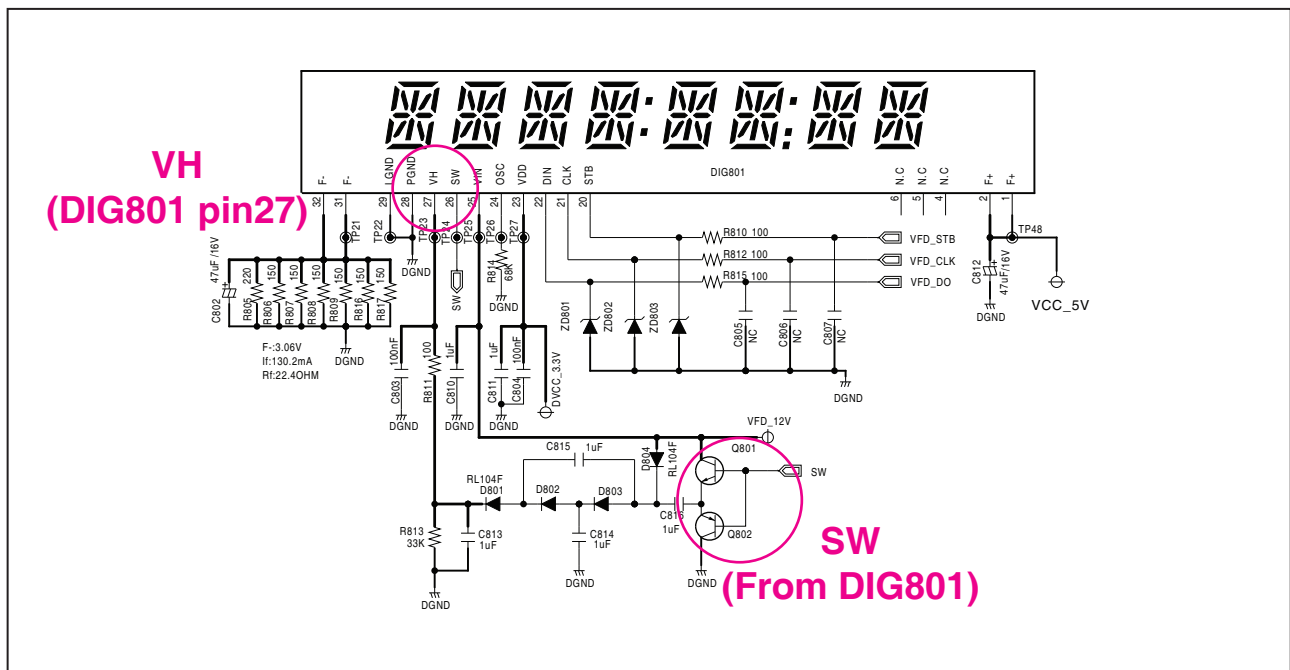 VH
(DIG801 pin27)
F-
F-
LGND
PGND
VH
SW
VIN
OSC
VDD
DIN
CLK
STB
DIG801
N.C
N.C
N.C
F+
F+
32
31
29
28
27
26
25
24
23
22
21
20
6
5
4
2
1
TP21
TP22
TP23
TP24
TP25
TP26
TP27
TP48
R810 100
VFD_STB
R812 100
VFD_CLK
R815 100
VFD_DO
C812
47uF/16V
DGND
VCC_5V
C802
47uF/16V
220
R805
150
R806
150
R807
150
R808
150
R809
150
R816
150
R817
DGND
F-:3.06V
If:130.2mA
Rf:22.4OHM
DGND
R814
68K
DGND
SW
ZD801
ZD802
ZD803
C805
NC
C806
NC
C807
NC
DGND
100nF
C803
DGND
100
R811
1uF
C810
DGND
1uF
C811
100nF
C804
DGND
DVCC_3.3V
VFD_12V
C815
1uF
D804
RL104F
Q801
SW
RL104F
D801
D802
D803
C816
1uF
Q802
R813
33K
C813
1uF
C814
1uF
DGND
DGND
DGND
SW
(From DIG801)